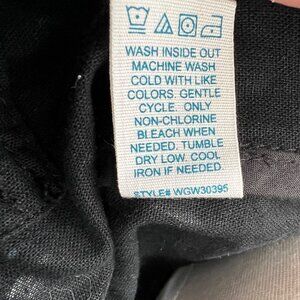 WASH INSIDE OUT
MACHINE WASH
COLD WITH LIKE
COLORS. GENTLE
CYCLE. ONLY
NON-CHLORINE
BLEACH WHEN
NEEDED. TUMBLE
DRY LOW. COOL
IRON IF NEEDED.
STYLE# WGW30395